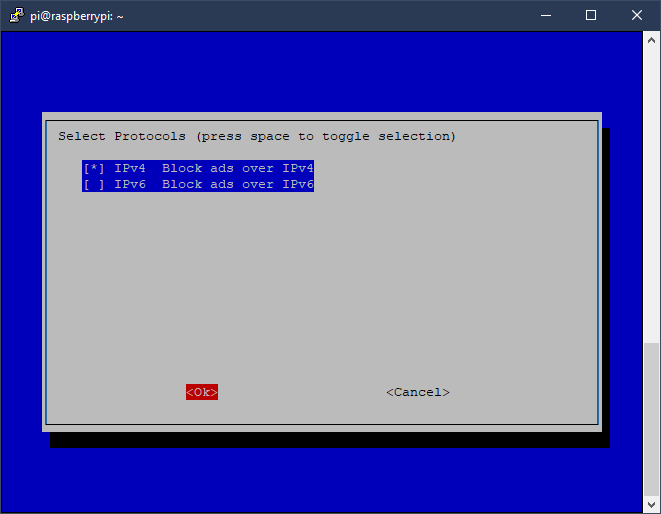 pi@raspberrypi: ~
Select Protocols (press space to toggle selection)
[*] IPv4  Block ads over IPv4
[ ] IPv6  Block ads over IPv6
<Ok>
<Cancel>